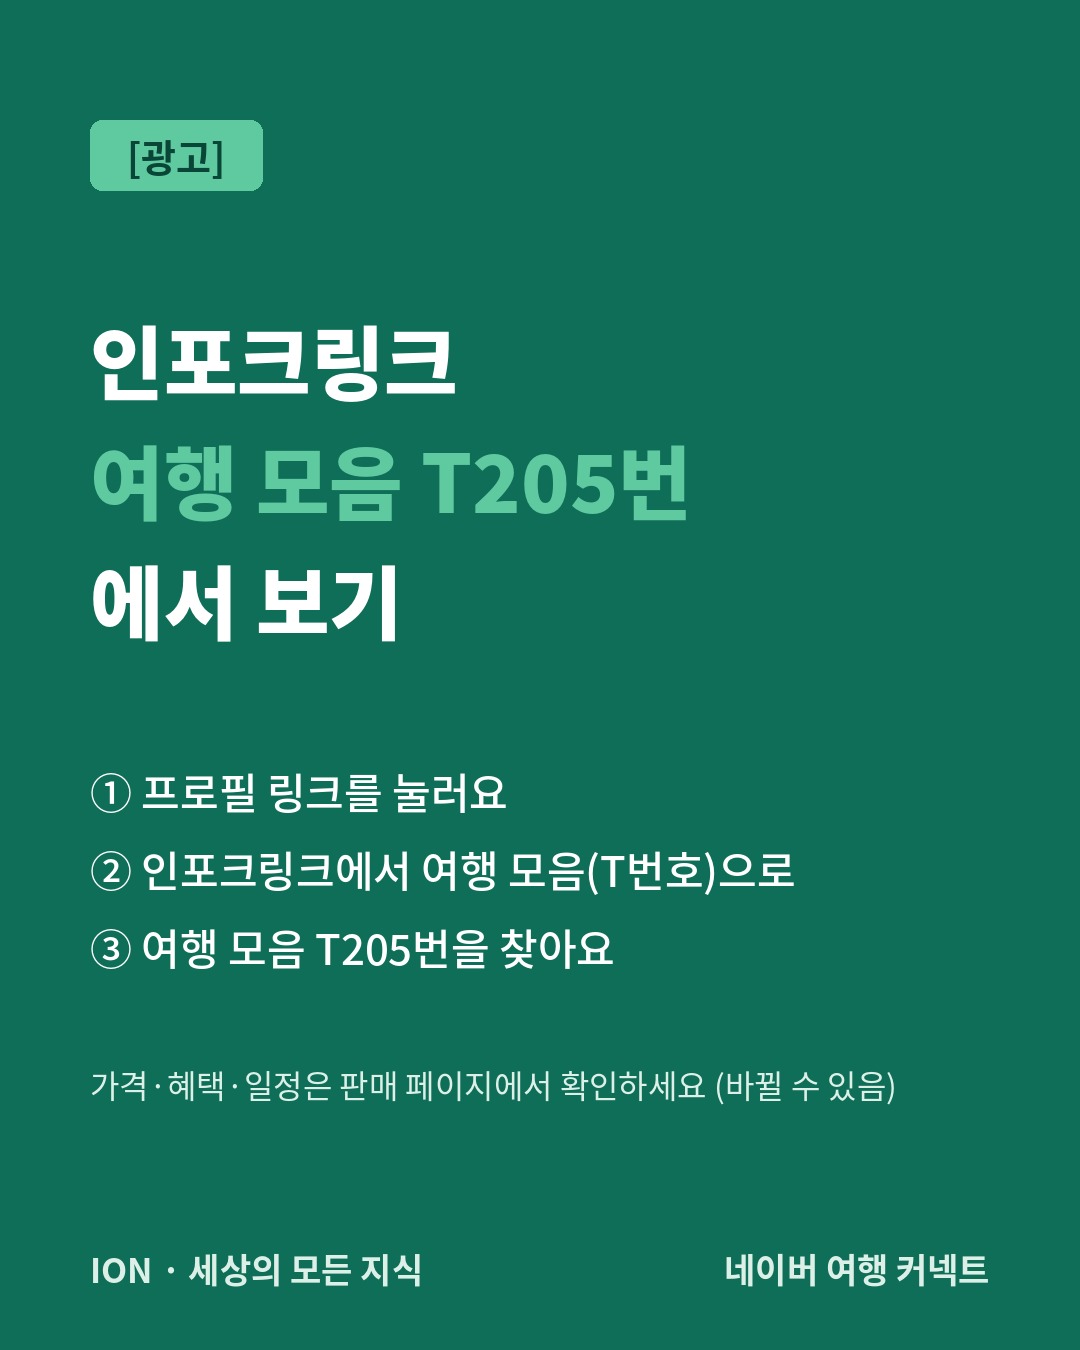 [광고]
인포크링크
여행 모음 T205번
에서 보기
① 프로필 링크를 눌러요
② 인포크링크에서 여행 모음(T번호)으로
③ 여행 모음 T205번을 찾아요
가격·혜택·일정은 판매 페이지에서 확인하세요 (바뀔 수 있음)
ION · 세상의 모든 지식
네이버 여행 커넥트